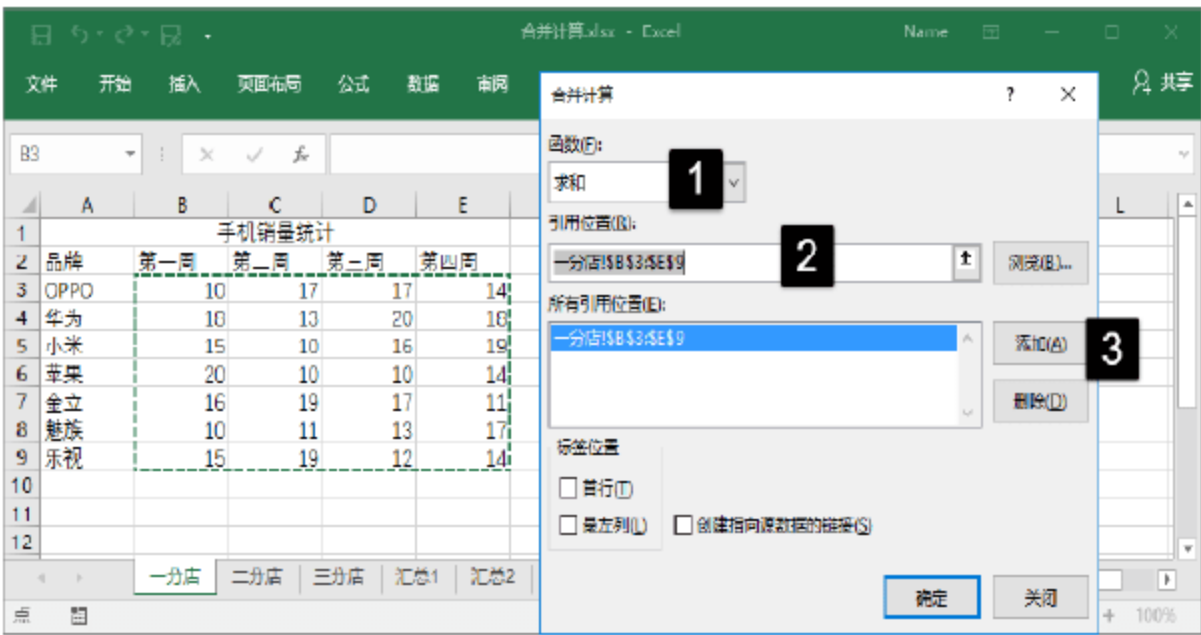 合并计算.xlsx - Excel
Name
文件 开始 插入 页面布局 公式 数据 审阅
共享
B3
fx
A B C D E L
1 手机销量统计
2 品牌 第一周 第二周 第三周 第四周
3 OPPO 10 17 17 14
4 华为 18 13 20 18
5 小米 15 10 16 19
6 苹果 20 10 10 14
7 金立 16 19 17 11
8 魅族 10 11 13 17
9 乐视 15 19 12 14
10
11
12
一分店 二分店 三分店 汇总1 汇总2
点
100%
合并计算 ?
函数(F):
求和
1
引用位置(R):
一分店!$B$3:$E$9
2
浏览(B)...
所有引用位置(E):
一分店!$B$3:$E$9
添加(A)
3
删除(D)
标签位置
首行(T)
最左列(L)
创建指向源数据的链接(S)
确定 关闭